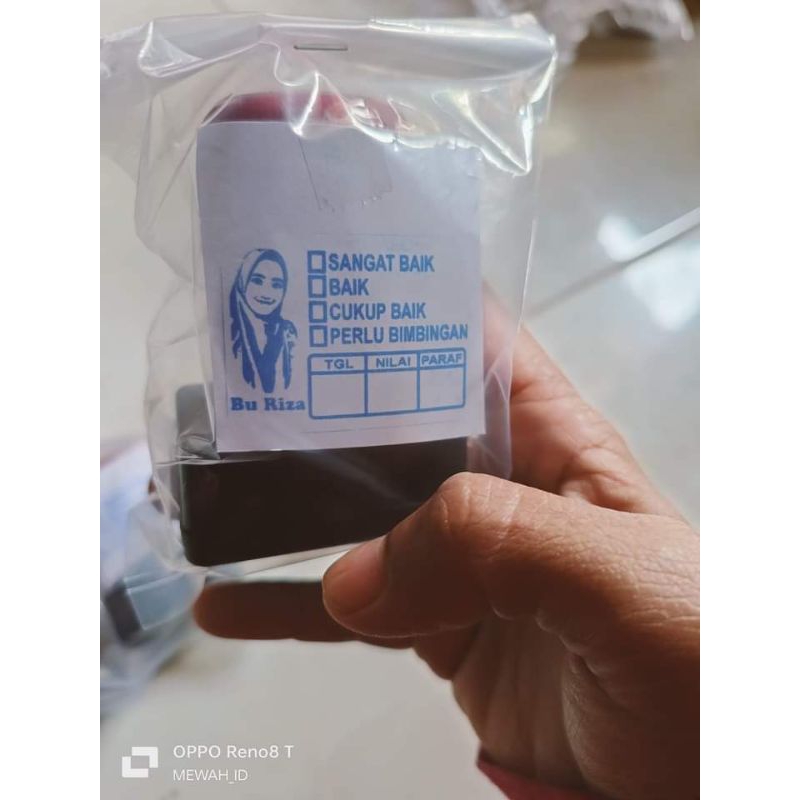 SANGAT BAIK
BAIK
CUKUP BAIK
PERLU BIMBINGAN
TGL NILAI PARAF
Bu Riza
OPPO Reno8 T
MEWAH_ID